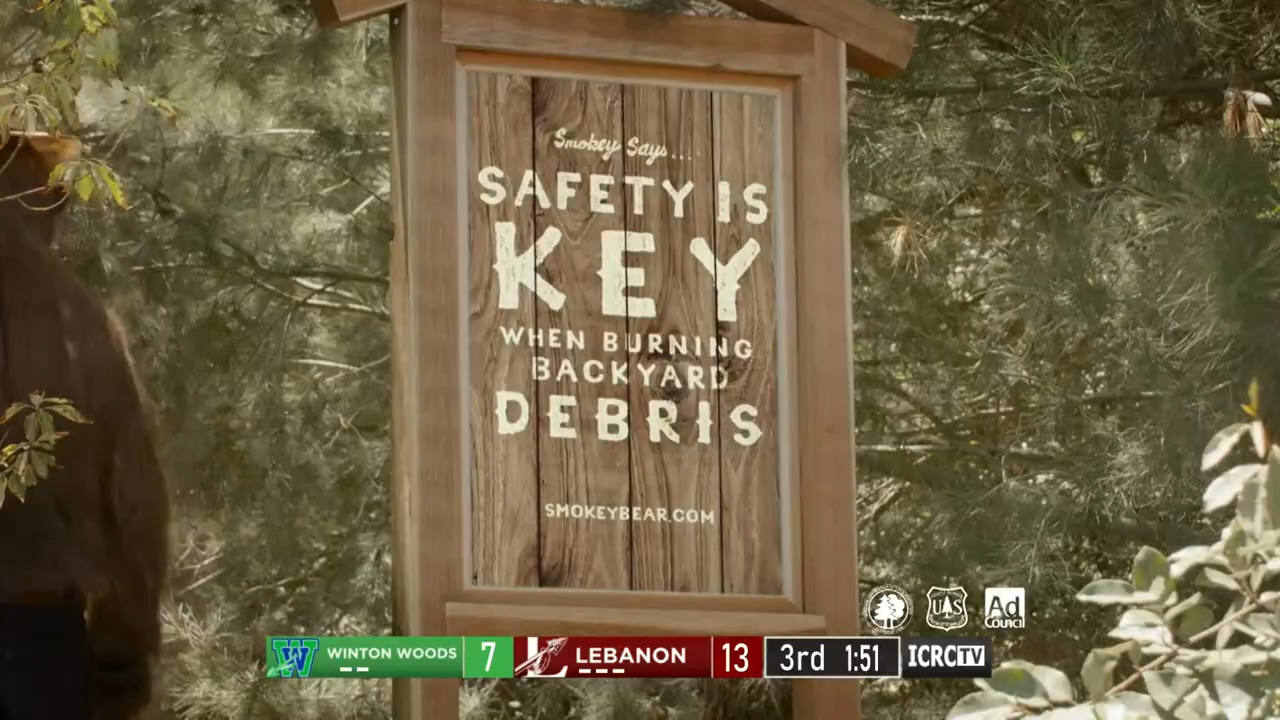 Smokey Says....
SAFETY IS
KEY
WHEN BURNING
BACKYARD
DEBRIS
SMOKEYBEAR.COM
UAS
Ad
COUNCIL
W WINTON WOODS 7 L LEBANON 13 3rd 1:51 ICRCTV